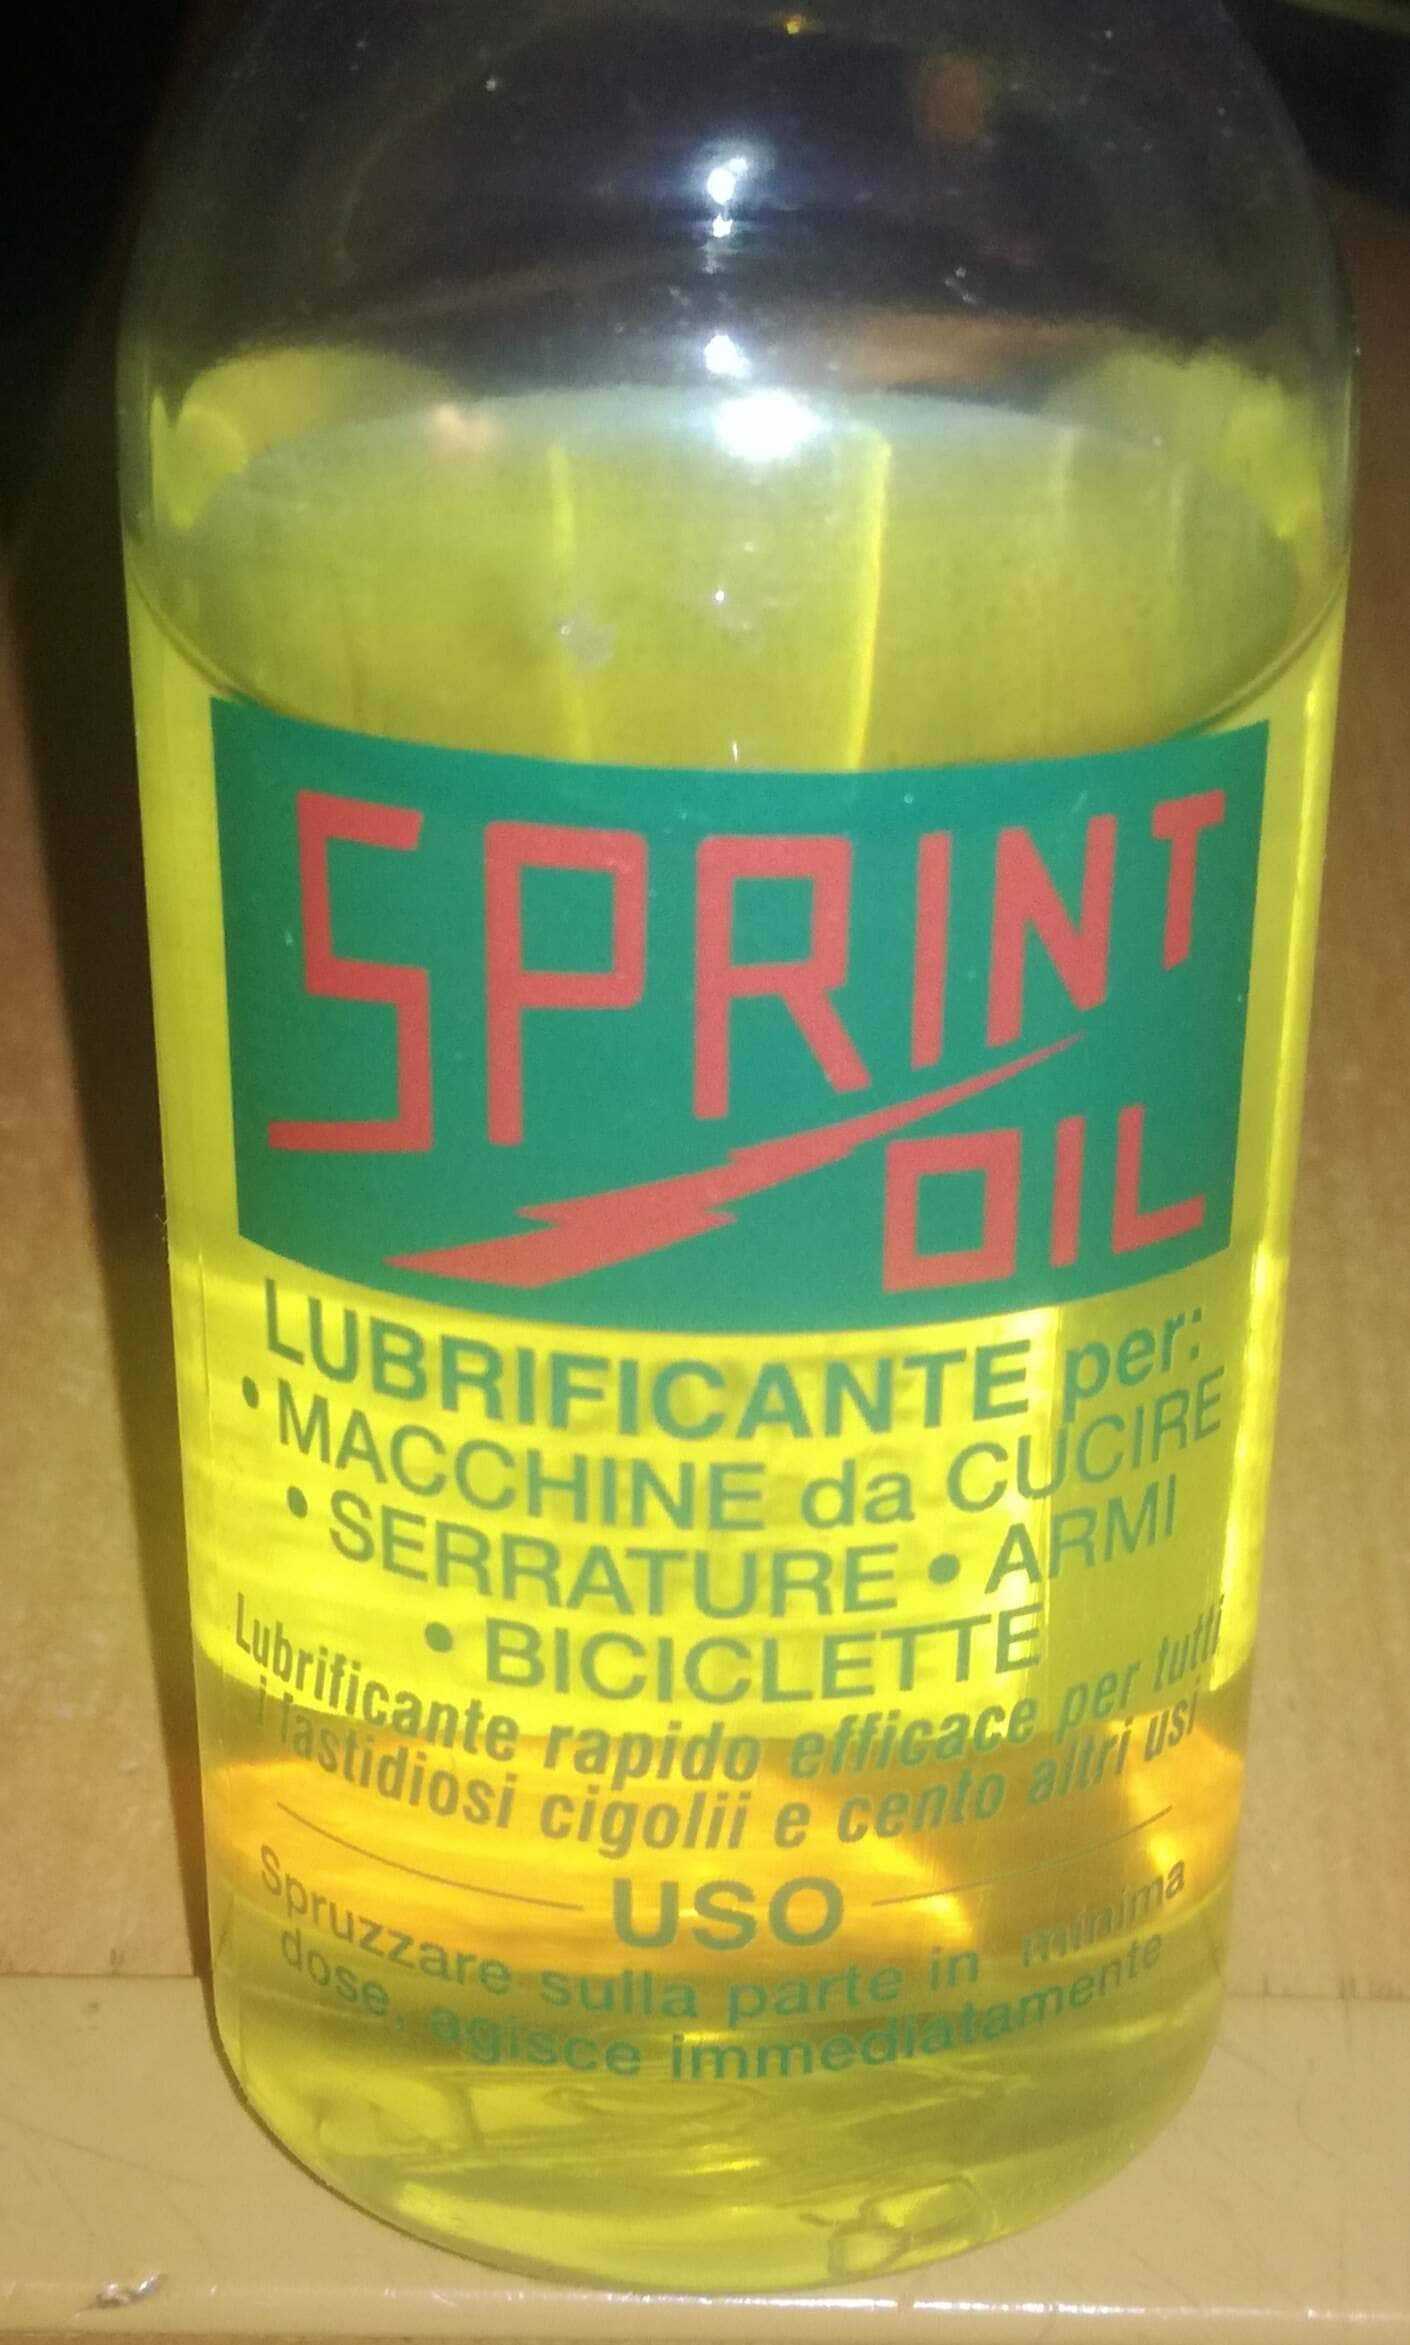 SPRINT
OIL
LUBRIFICANTE per:
• MACCHINE da CUCIRE
• SERRATURE • ARMI
• BICICLETTE
Lubrificante rapido efficace per tutti
i fastidiosi cigolii e cento altri usi
USO
Spruzzare sulla parte in minima
dose, agisce immediatamente